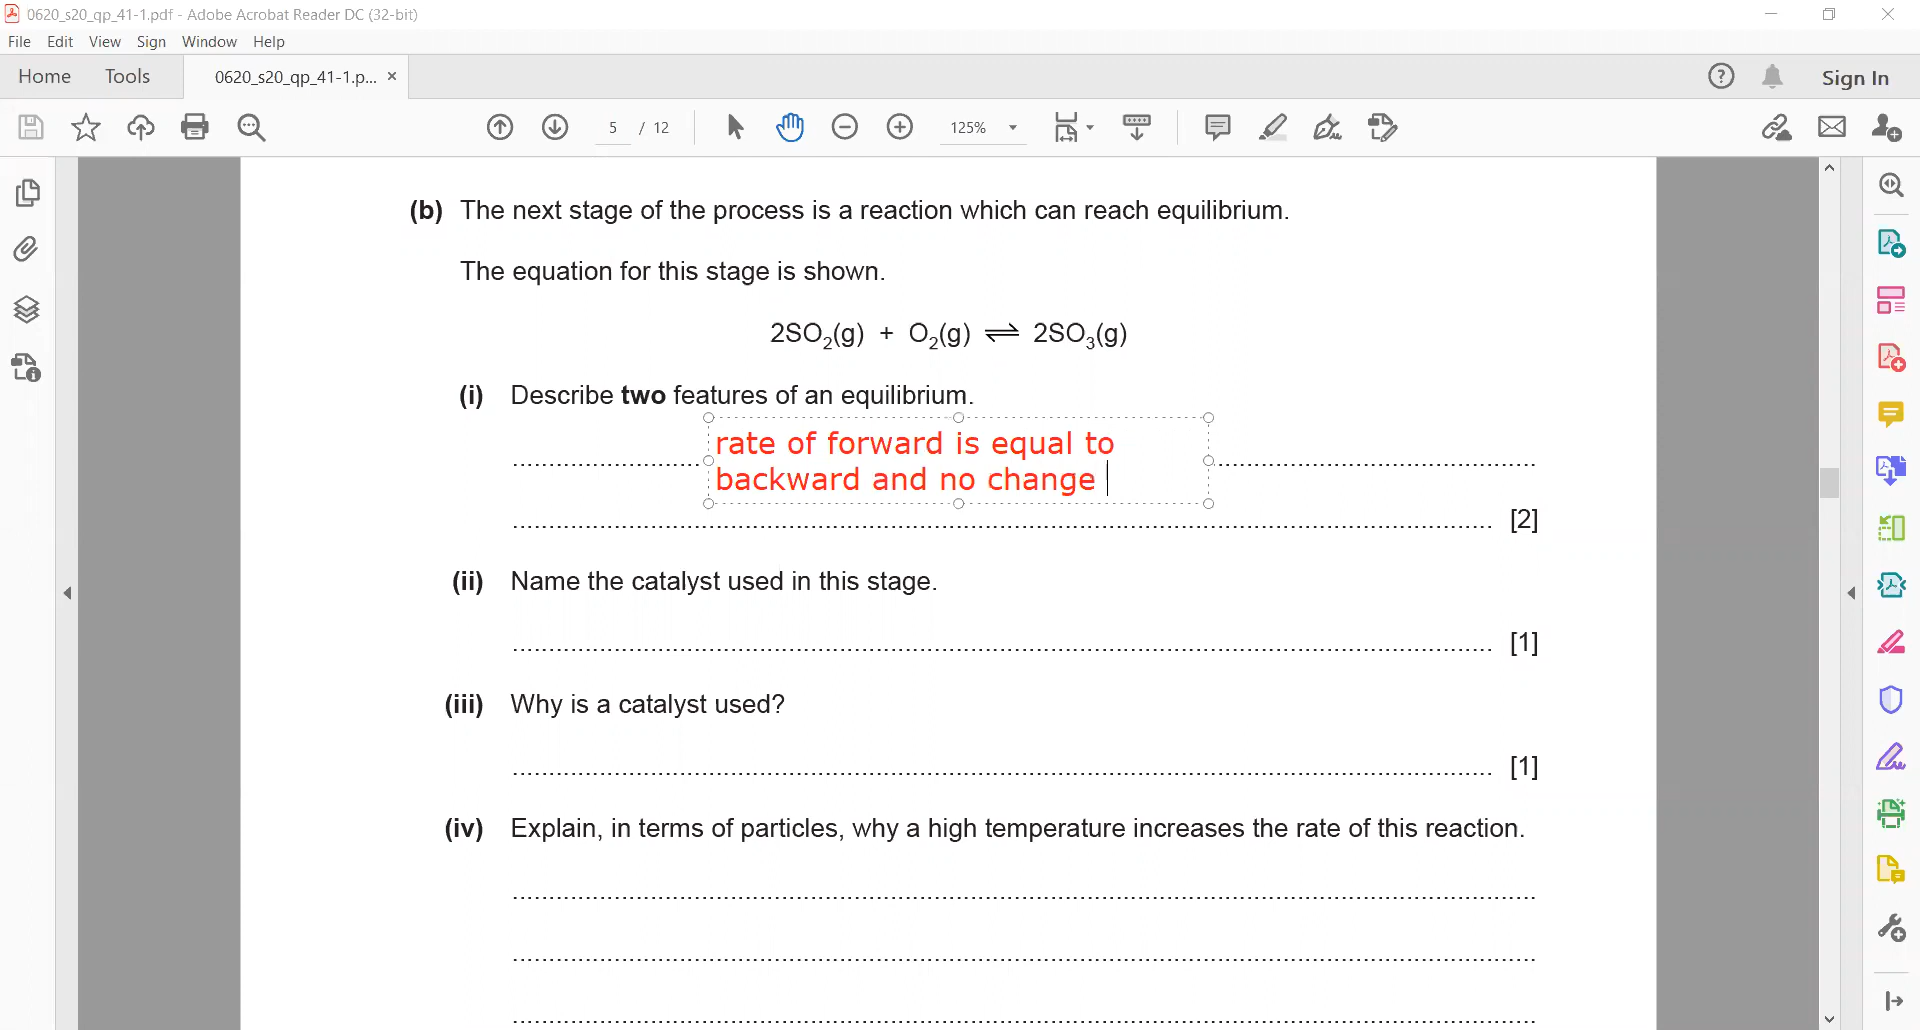 0620_s20_qp_41-1.pdf - Adobe Acrobat Reader DC (32-bit)
File Edit View Sign Window Help
Home Tools 0620_s20_qp_41-1.p... × Sign In
5 / 12 125%
(b) The next stage of the process is a reaction which can reach equilibrium.
The equation for this stage is shown.
2SO₂(g) + O₂(g) ⇌ 2SO₃(g)
(i) Describe two features of an equilibrium.
rate of forward is equal to
backward and no change
[2]
(ii) Name the catalyst used in this stage.
[1]
(iii) Why is a catalyst used?
[1]
(iv) Explain, in terms of particles, why a high temperature increases the rate of this reaction.